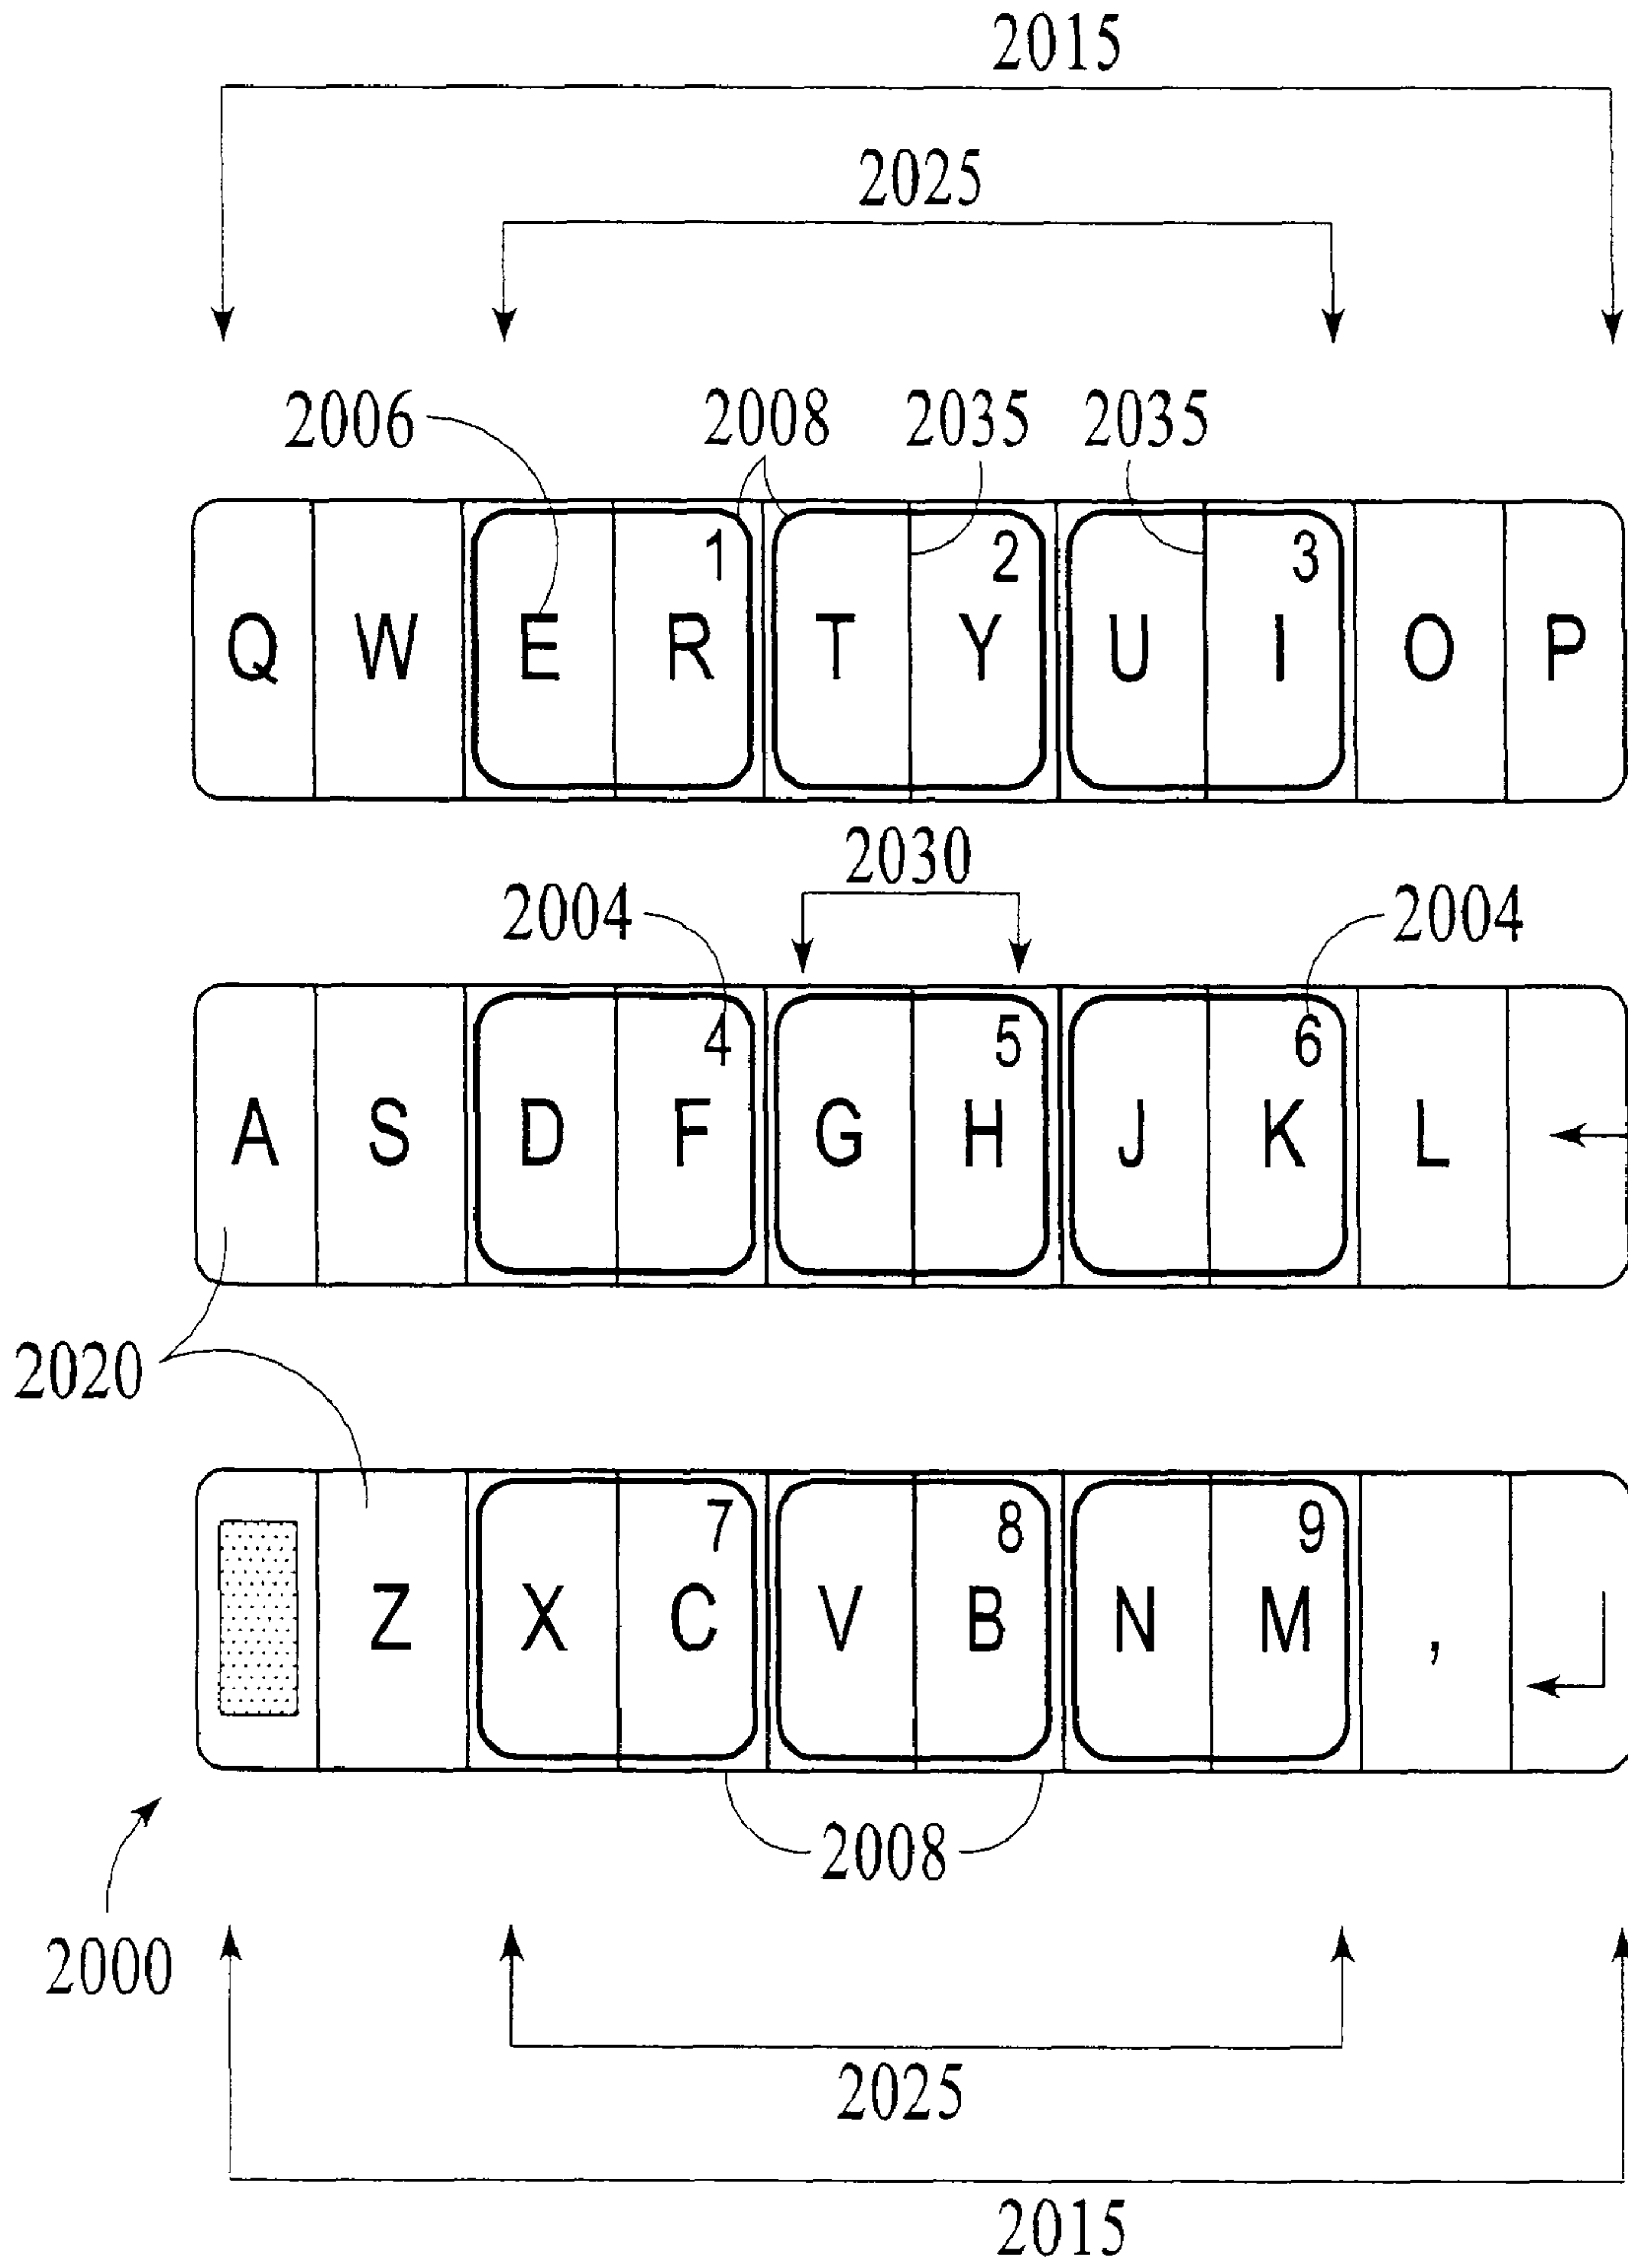 2015
2025
2006 2008 2035 2035
1 2 3
Q W E R T Y U I O P
2030
2004 2004
4 5 6
A S D F G H J K L
2020
7 8 9
Z X C V B N M ,
2008
2000
2025
2015